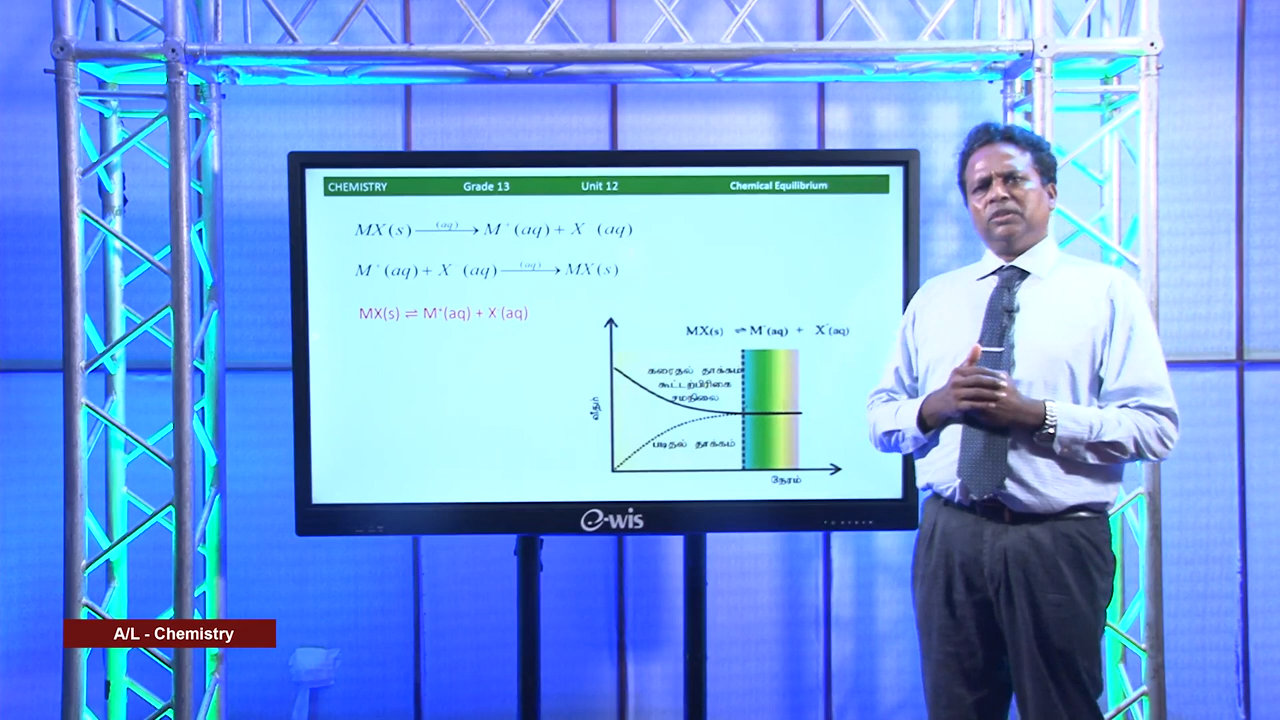 CHEMISTRY Grade 13 Unit 12 Chemical Equilibrium
MX(s) —(aq)→ M⁺(aq) + X (aq)
M⁺(aq) + X (aq) —(aq)→ MX(s)
MX(s) ⇌ M⁺(aq) + X⁻(aq)
MX(s) ⇌ M⁺(aq) + X⁻(aq)
கரைதல் தாக்கம்
கூட்டற்பிரிகை
சமநிலை
வீதம்
படிதல் தாக்கம்
நேரம்
e-wis
A/L - Chemistry